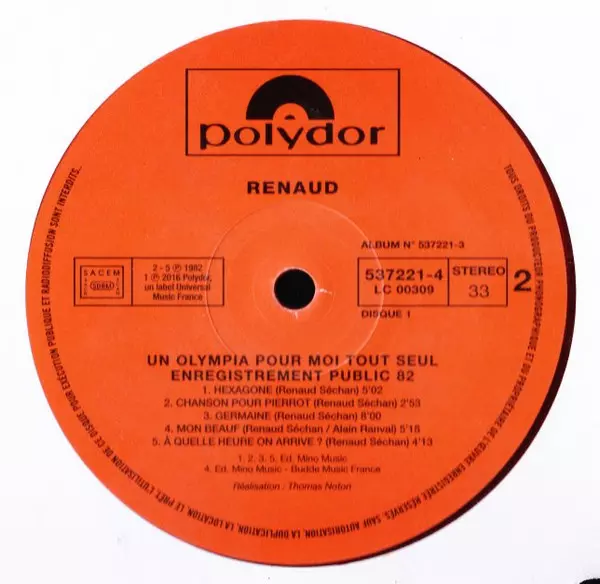 polydor
RENAUD
ALBUM N° 537221-3
SACEM
SDRM
2 - 5 ℗ 1982
1 ℗ 2016 Polydor,
un label Universal
Music France
537221-4
LC 00309
STEREO
33
2
DISQUE 1
UN OLYMPIA POUR MOI TOUT SEUL
ENREGISTREMENT PUBLIC 82
1. HEXAGONE (Renaud Séchan) 5'02
2. CHANSON POUR PIERROT (Renaud Séchan) 2'53
3. GERMAINE (Renaud Séchan) 8'00
4. MON BEAUF (Renaud Séchan / Alain Ranval) 5'15
5. À QUELLE HEURE ON ARRIVE ? (Renaud Séchan) 4'13
1, 2, 3, 5. Ed. Mino Music
4. Ed. Mino Music - Budde Music France
Réalisation : Thomas Noton
TOUS DROITS DU PRODUCTEUR PHONOGRAPHIQUE ET DU PROPRIÉTAIRE DE L'ŒUVRE ENREGISTRÉE RÉSERVÉS. SAUF AUTORISATION, LA DUPLICATION, LA LOCATION, LE PRÊT, L'UTILISATION DE CE DISQUE POUR EXÉCUTION PUBLIQUE ET RADIODIFFUSION SONT INTERDITS.